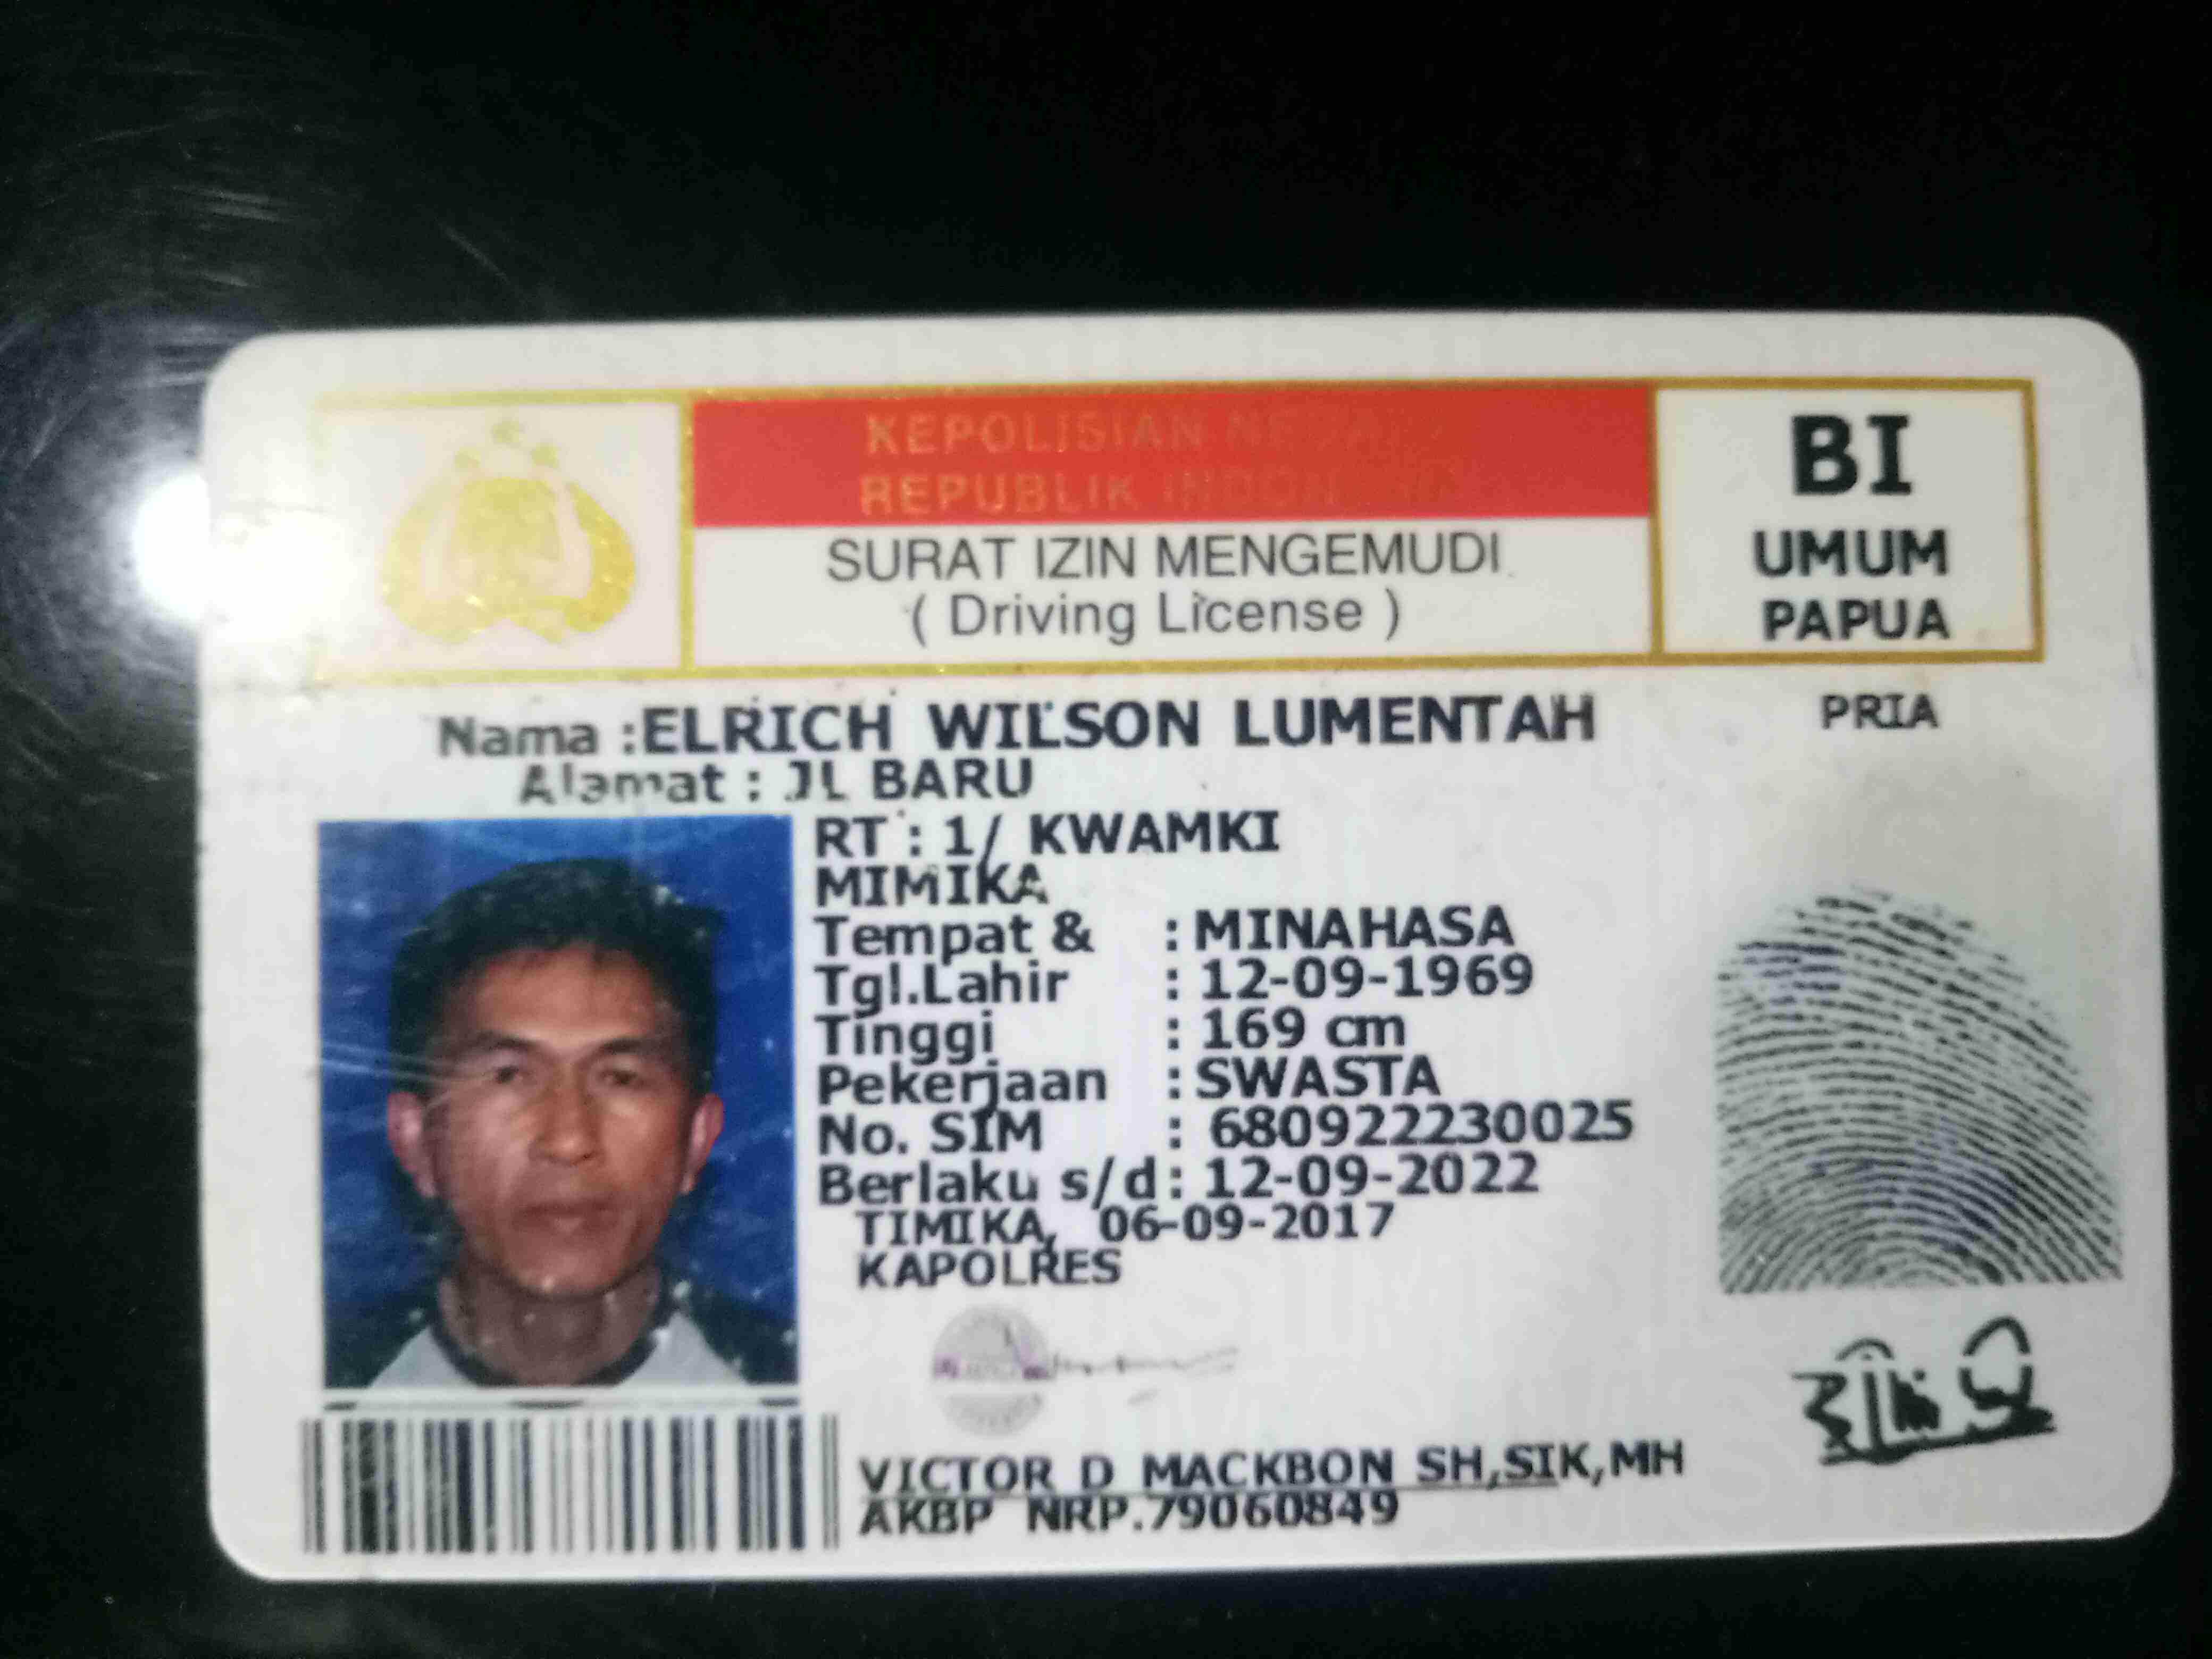 KEPOLISIAN NEGARA
REPUBLIK INDONESIA
SURAT IZIN MENGEMUDI
( Driving License )
BI
UMUM
PAPUA
Nama :ELRICH WILSON LUMENTAH
PRIA
Alamat : JL BARU
RT : 1/ KWAMKI
MIMIKA
Tempat & : MINAHASA
Tgl.Lahir : 12-09-1969
Tinggi : 169 cm
Pekerjaan : SWASTA
No. SIM : 680922230025
Berlaku s/d : 12-09-2022
TIMIKA, 06-09-2017
KAPOLRES
VICTOR D MACKBON SH,SIK,MH
AKBP NRP.79060849